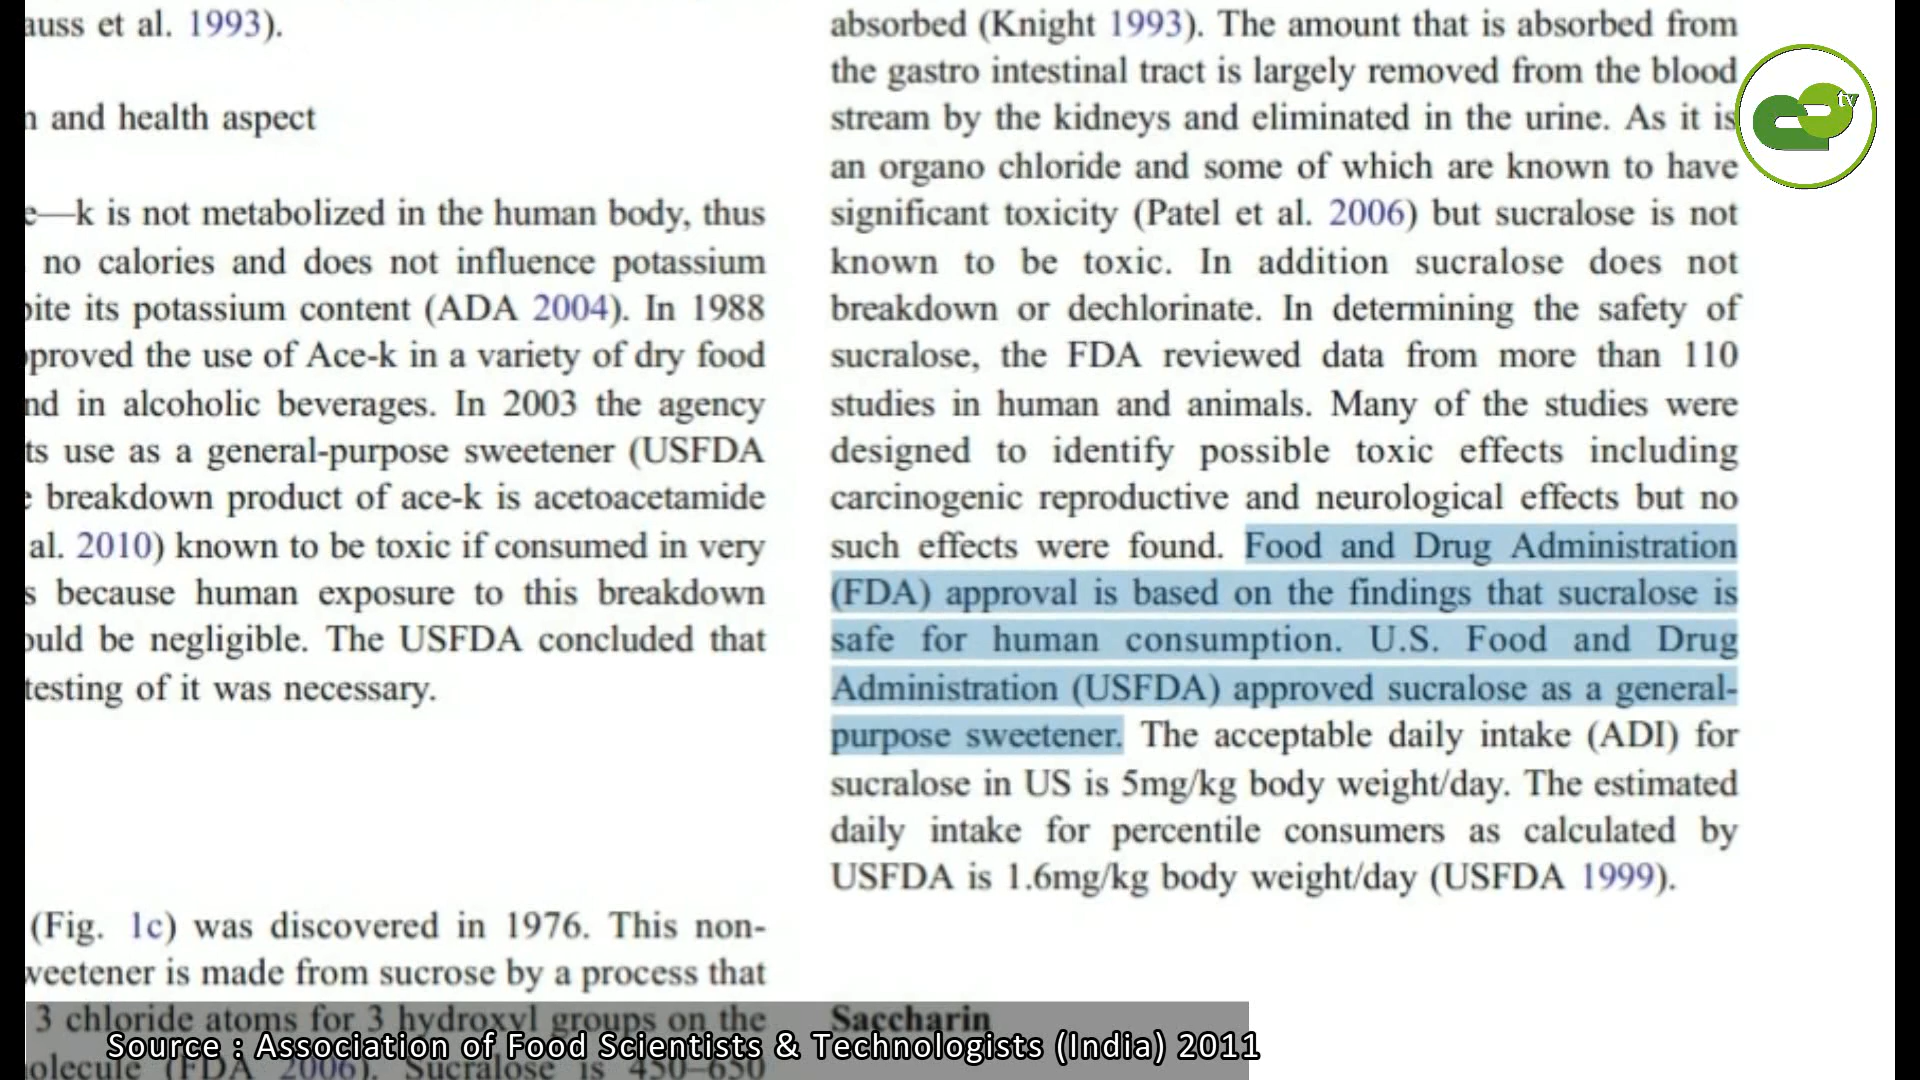 auss et al. 1993).
n and health aspect
e—k is not metabolized in the human body, thus
no calories and does not influence potassium
pite its potassium content (ADA 2004). In 1988
pproved the use of Ace-k in a variety of dry food
nd in alcoholic beverages. In 2003 the agency
ts use as a general-purpose sweetener (USFDA
e breakdown product of ace-k is acetoacetamide
al. 2010) known to be toxic if consumed in very
s because human exposure to this breakdown
ould be negligible. The USFDA concluded that
testing of it was necessary.
(Fig. 1c) was discovered in 1976. This non-
weetener is made from sucrose by a process that
3 chloride atoms for 3 hydroxyl groups on the
olecule (FDA 2006). Sucralose is 450–650
absorbed (Knight 1993). The amount that is absorbed from
the gastro intestinal tract is largely removed from the blood
stream by the kidneys and eliminated in the urine. As it is
an organo chloride and some of which are known to have
significant toxicity (Patel et al. 2006) but sucralose is not
known to be toxic. In addition sucralose does not
breakdown or dechlorinate. In determining the safety of
sucralose, the FDA reviewed data from more than 110
studies in human and animals. Many of the studies were
designed to identify possible toxic effects including
carcinogenic reproductive and neurological effects but no
such effects were found. Food and Drug Administration
(FDA) approval is based on the findings that sucralose is
safe for human consumption. U.S. Food and Drug
Administration (USFDA) approved sucralose as a general-
purpose sweetener. The acceptable daily intake (ADI) for
sucralose in US is 5mg/kg body weight/day. The estimated
daily intake for percentile consumers as calculated by
USFDA is 1.6mg/kg body weight/day (USFDA 1999).
Saccharin
tv
Source : Association of Food Scientists & Technologists (India) 2011